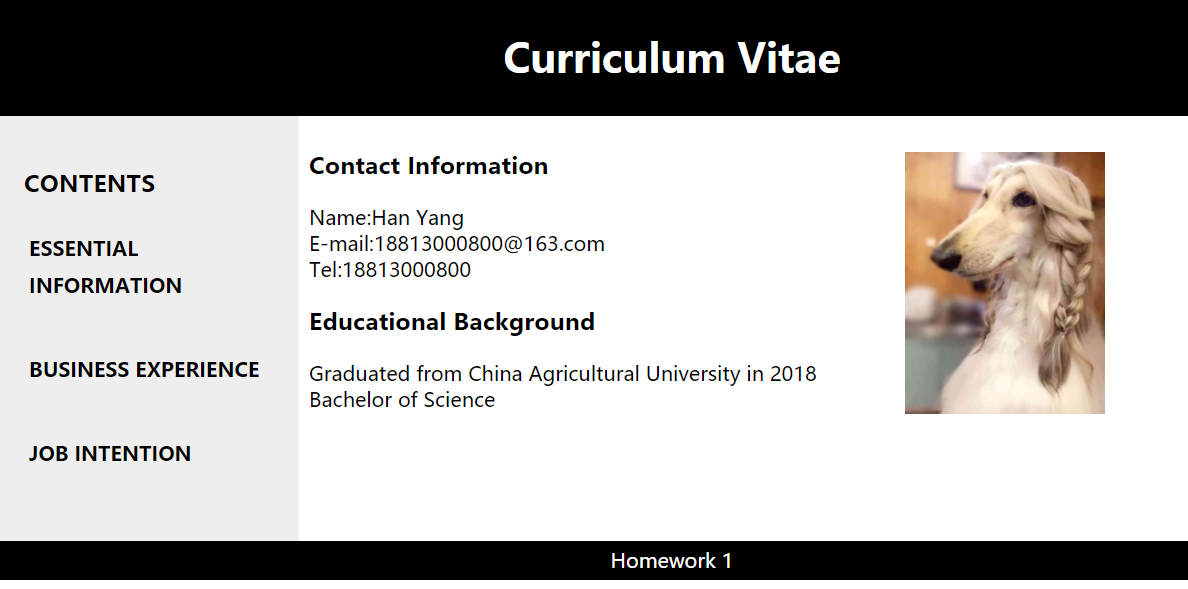 Curriculum Vitae
CONTENTS
ESSENTIAL
INFORMATION
BUSINESS EXPERIENCE
JOB INTENTION
Contact Information
Name:Han Yang
E-mail:18813000800@163.com
Tel:18813000800
Educational Background
Graduated from China Agricultural University in 2018
Bachelor of Science
Homework 1